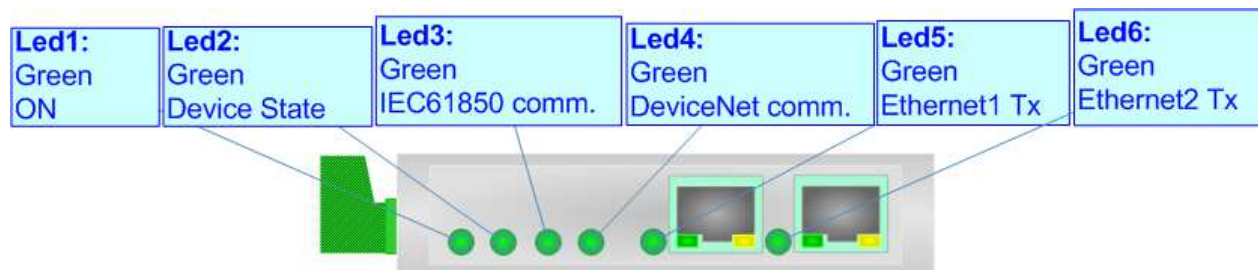 Led1:
Green
ON
Led2:
Green
Device State
Led3:
Green
IEC61850 comm.
Led4:
Green
DeviceNet comm.
Led5:
Green
Ethernet1 Tx
Led6:
Green
Ethernet2 Tx